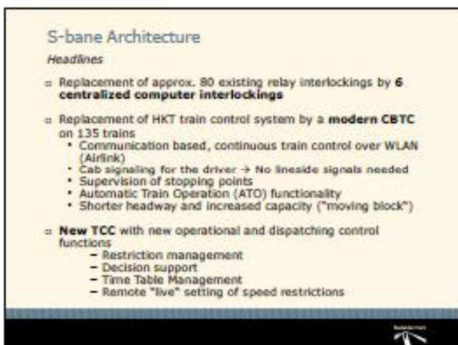 S-bane Architecture
Headlines
Replacement of approx. 80 existing relay interlockings by 6
centralized computer interlockings
Replacement of HKT train control system by a modern CBTC
on 135 trains
• Communication based, continuous train control over WLAN
(Airlink)
• Cab signaling for the driver → No lineside signals needed
• Supervision of stopping points
• Automatic Train Operation (ATO) functionality
• Shorter headway and increased capacity ("moving block")
New TCC with new operational and dispatching control
functions
– Restriction management
– Decision support
– Time Table Management
– Remote "live" setting of speed restrictions